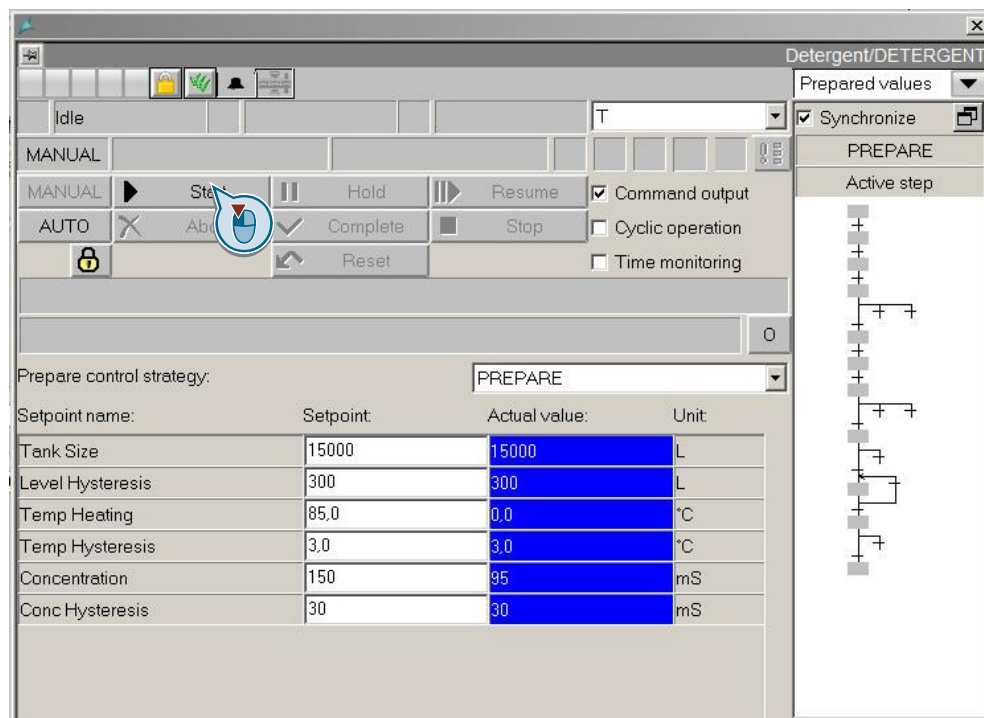 Detergent/DETERGENT
Prepared values
Idle T Synchronize
MANUAL PREPARE
MANUAL Start Hold Resume Command output Active step
AUTO Complete Stop Cyclic operation
Reset Time monitoring
O
Prepare control strategy: PREPARE
Setpoint name: Setpoint: Actual value: Unit:
Tank Size 15000 15000 L
Level Hysteresis 300 300 L
Temp Heating 85,0 0,0 °C
Temp Hysteresis 3,0 3,0 °C
Concentration 150 95 mS
Conc Hysteresis 30 30 mS